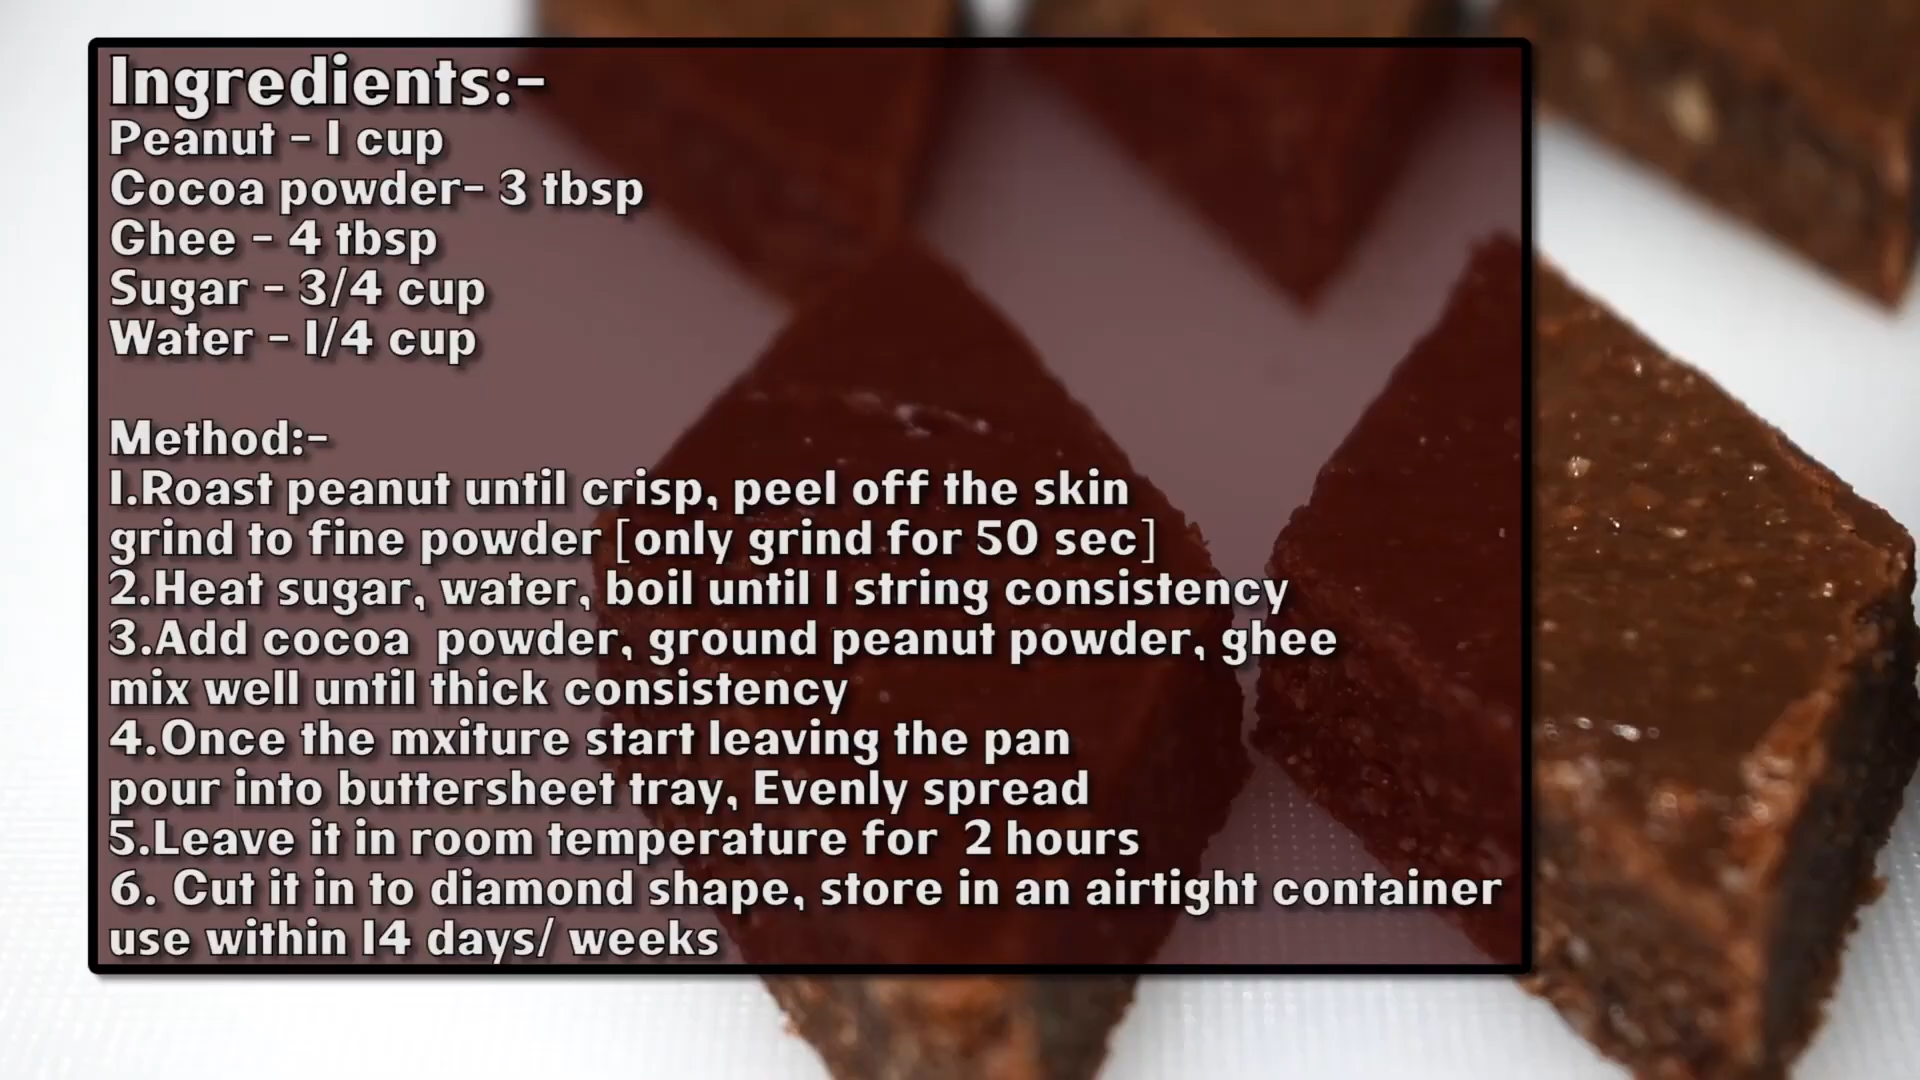 Ingredients:-
Peanut - 1 cup
Cocoa powder- 3 tbsp
Ghee - 4 tbsp
Sugar - 3/4 cup
Water - 1/4 cup
Method:-
1.Roast peanut until crisp, peel off the skin
grind to fine powder [only grind for 50 sec]
2.Heat sugar, water, boil until 1 string consistency
3.Add cocoa  powder, ground peanut powder, ghee
mix well until thick consistency
4.Once the mxiture start leaving the pan
pour into buttersheet tray, Evenly spread
5.Leave it in room temperature for  2 hours
6. Cut it in to diamond shape, store in an airtight container
use within 14 days/ weeks